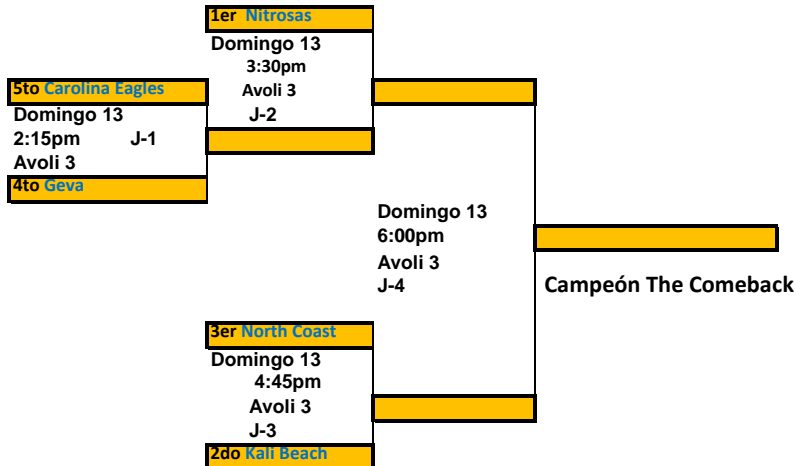 1er Nitrosas
Domingo 13
3:30pm
Avoli 3
J-2
5to Carolina Eagles
Domingo 13
2:15pm J-1
Avoli 3
4to Geva
Domingo 13
6:00pm
Avoli 3
J-4
Campeón The Comeback
3er North Coast
Domingo 13
4:45pm
Avoli 3
J-3
2do Kali Beach